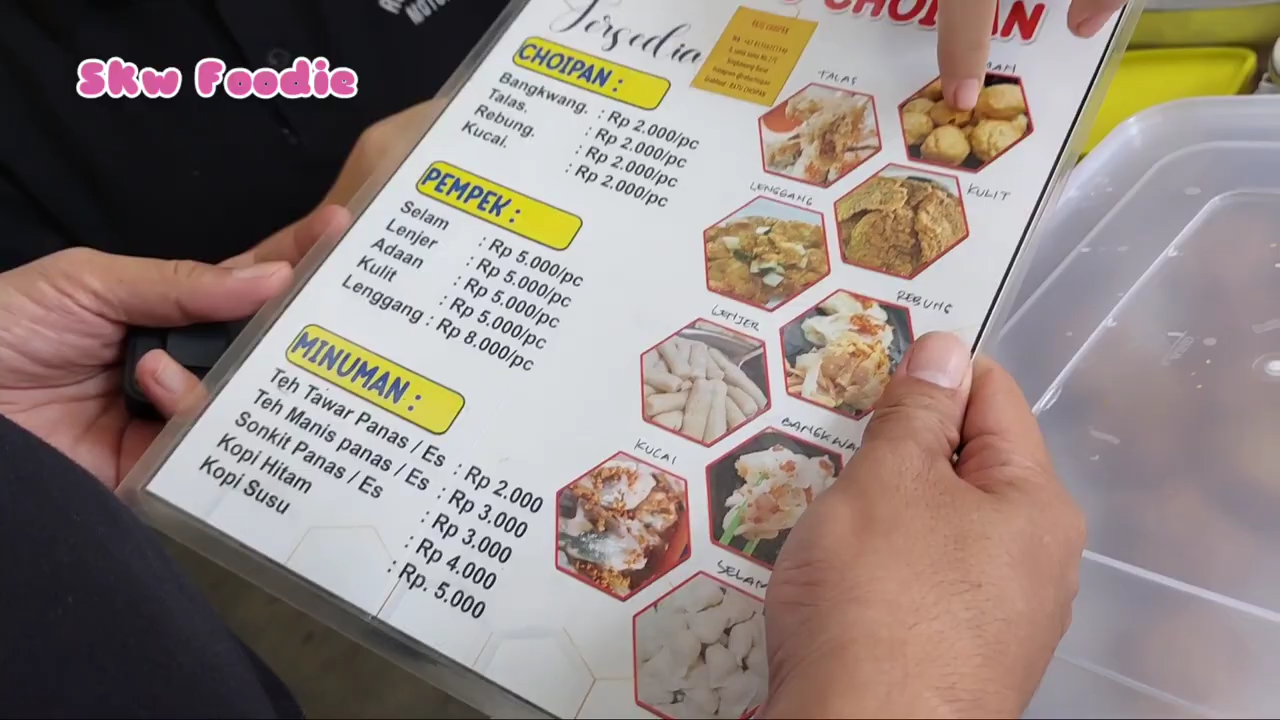 Skw Foodie
Tersedia
CHOIPAN
CHOIPAN :
Bangkwang. : Rp 2.000/pc
Talas. : Rp 2.000/pc
Rebung. : Rp 2.000/pc
Kucai. : Rp 2.000/pc
PEMPEK :
Selam : Rp 5.000/pc
Lenjer : Rp 5.000/pc
Adaan : Rp 5.000/pc
Kulit : Rp 5.000/pc
Lenggang : Rp 8.000/pc
MINUMAN :
Teh Tawar Panas / Es : Rp 2.000
Teh Manis panas / Es : Rp 3.000
Sonkit Panas / Es : Rp 3.000
Kopi Hitam : Rp 4.000
Kopi Susu : Rp. 5.000
RATU CHOIPAN
TALAS
KULIT
LENGGANG
REBUNG
LENJER
BANGKWA
KUCAI
SELAM